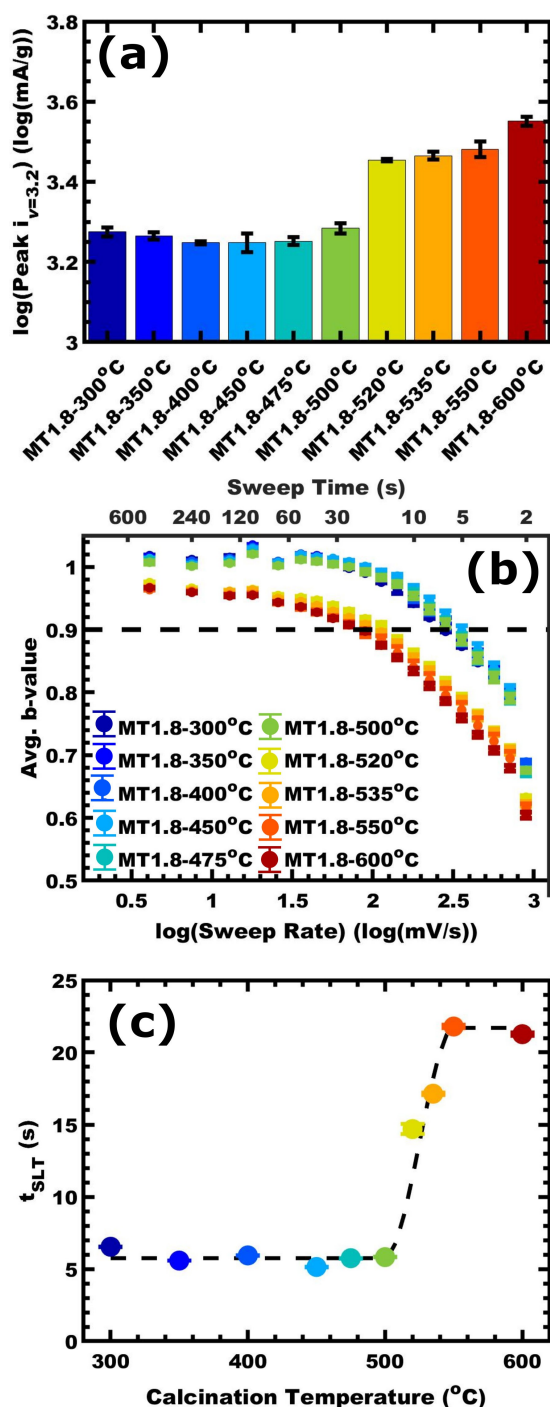 (a)
log(Peak i_v=3.2) (log(mA/g))
3.8
3.6
3.4
3.2
3
MT1.8-300°C
MT1.8-350°C
MT1.8-400°C
MT1.8-450°C
MT1.8-475°C
MT1.8-500°C
MT1.8-520°C
MT1.8-535°C
MT1.8-550°C
MT1.8-600°C
Sweep Time (s)
600 240 120 60 30 10 5 2
(b)
Avg. b-value
1
0.9
0.8
0.7
0.6
0.5
MT1.8-300°C MT1.8-500°C
MT1.8-350°C MT1.8-520°C
MT1.8-400°C MT1.8-535°C
MT1.8-450°C MT1.8-550°C
MT1.8-475°C MT1.8-600°C
0.5 1 1.5 2 2.5 3
log(Sweep Rate) (log(mV/s))
(c)
t_SLT (s)
25
20
15
10
5
0
300 400 500 600
Calcination Temperature (°C)